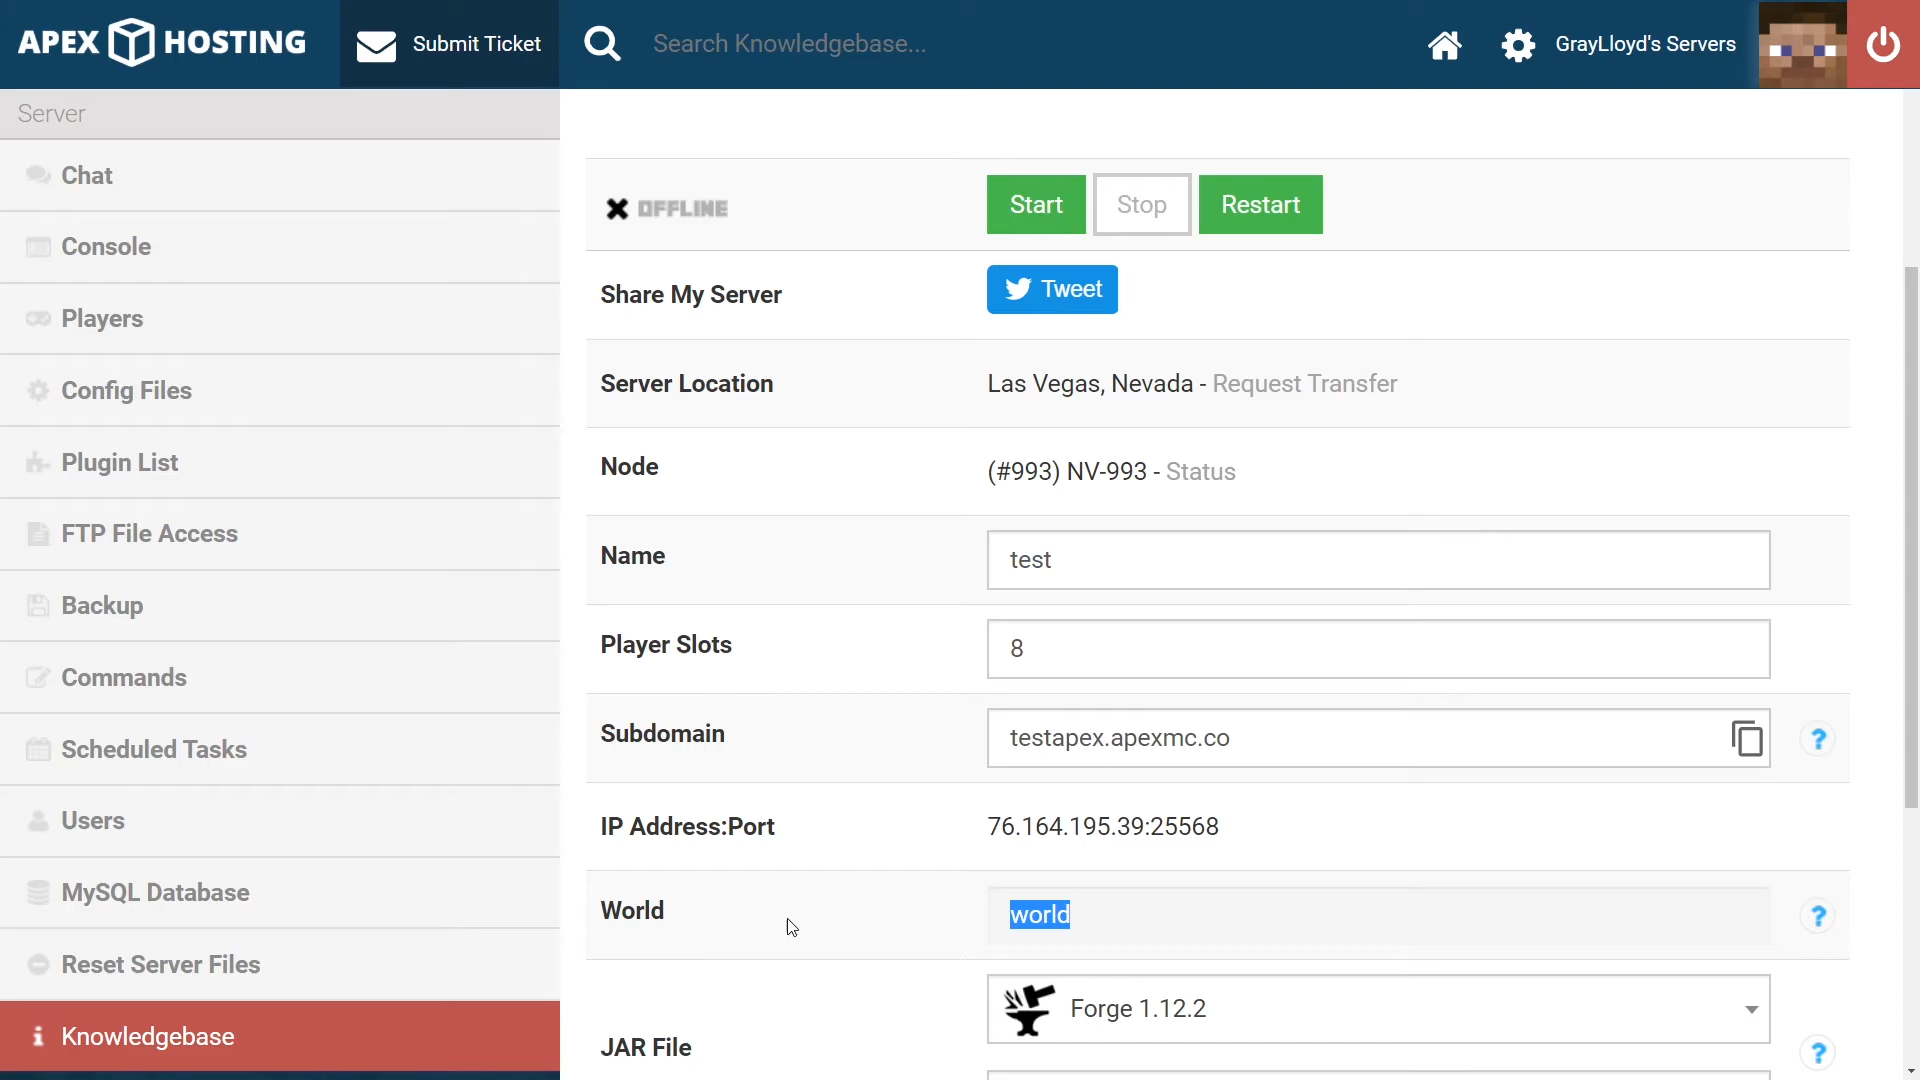 APEX HOSTING
Submit Ticket
Search Knowledgebase...
GrayLloyd's Servers
Server
Chat
Console
Players
Config Files
Plugin List
FTP File Access
Backup
Commands
Scheduled Tasks
Users
MySQL Database
Reset Server Files
Knowledgebase
OFFLINE
Start
Stop
Restart
Share My Server
Tweet
Server Location
Las Vegas, Nevada - Request Transfer
Node
(#993) NV-993 - Status
Name
test
Player Slots
8
Subdomain
testapex.apexmc.co
?
IP Address:Port
76.164.195.39:25568
World
world
?
JAR File
Forge 1.12.2
?